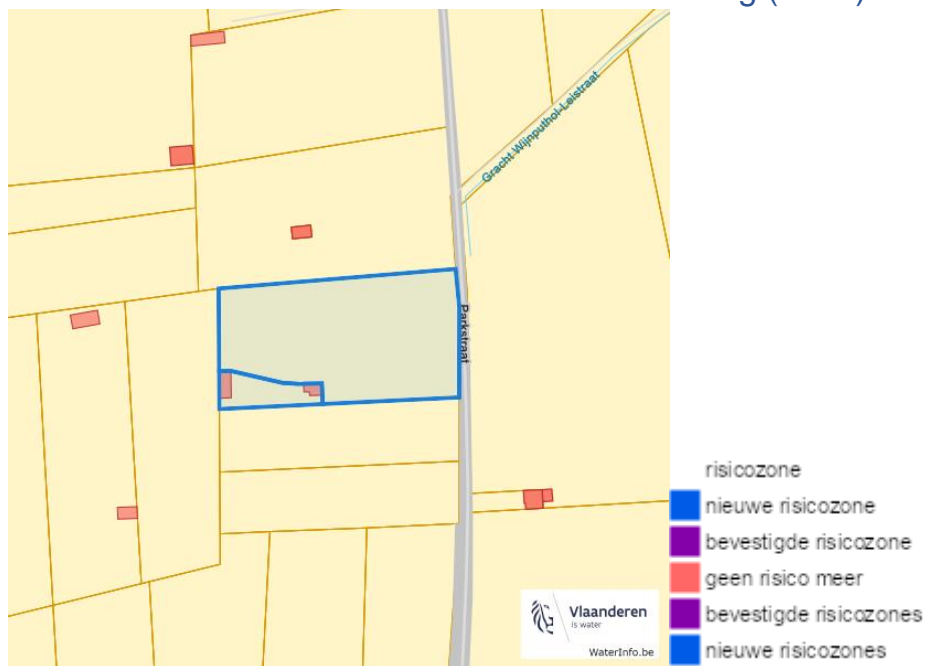 Gracht Wijnputhol-Leistraat
Parkstraat
Vlaanderen
is water
WaterInfo.be
risicozone
nieuwe risicozone
bevestigde risicozone
geen risico meer
bevestigde risicozones
nieuwe risicozones